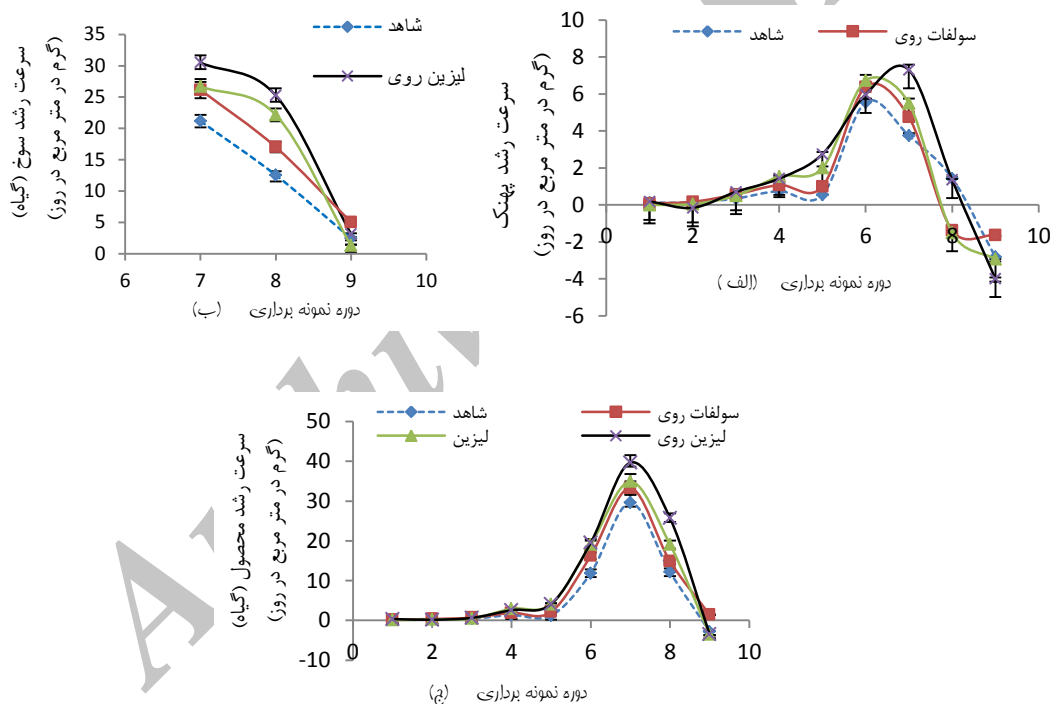 سولفات روی
شاهد
سرعت رشد پهنک
(گرم در متر مربع در روز)
10
8
6
4
2
0
-2
-4
-6
0
2
4
6
8
10
دوره نمونه برداری (الف)
شاهد
لیزین روی
سرعت رشد سوخ (گیاه)
(گرم در متر مربع در روز)
35
30
25
20
15
10
5
0
6
7
8
9
10
دوره نمونه برداری (ب)
سولفات روی
شاهد
لیزین روی
لیزین
سرعت رشد محصول (گیاه)
(گرم در متر مربع در روز)
50
40
30
20
10
0
-10
0
2
4
6
8
10
دوره نمونه برداری (ج)